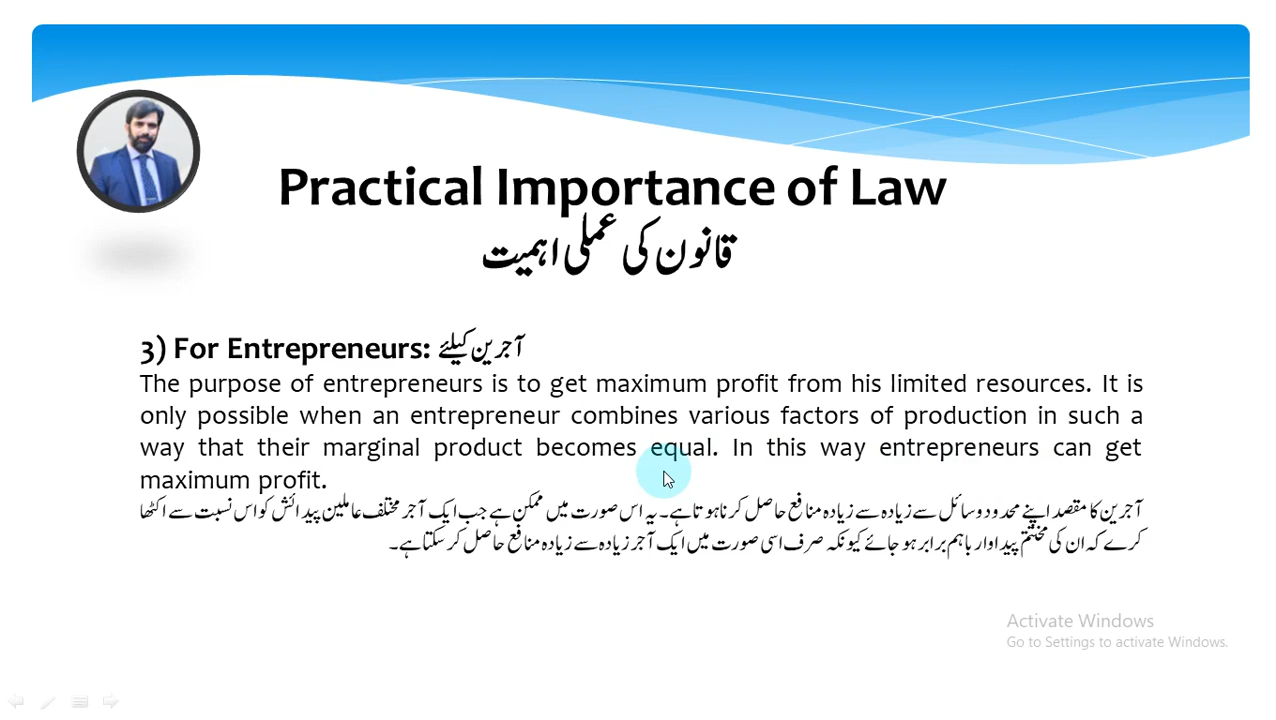 Practical Importance of Law
قانون کی عملی اہمیت
3) For Entrepreneurs: آجرین کیلئے
The purpose of entrepreneurs is to get maximum profit from his limited resources. It is
only possible when an entrepreneur combines various factors of production in such a
way that their marginal product becomes equal. In this way entrepreneurs can get
maximum profit.
آجرین کا مقصد اپنے محدود وسائل سے زیادہ سے زیادہ منافع حاصل کرنا ہوتا ہے۔ یہ اس صورت میں ممکن ہے جب ایک آجر مختلف عاملین پیدائش کو اس نسبت سے اکٹھا
کرے کہ ان کی مختتم پیداوار باہم برابر ہو جائے کیونکہ صرف اسی صورت میں ایک آجر زیادہ سے زیادہ منافع حاصل کر سکتا ہے۔
Activate Windows
Go to Settings to activate Windows.